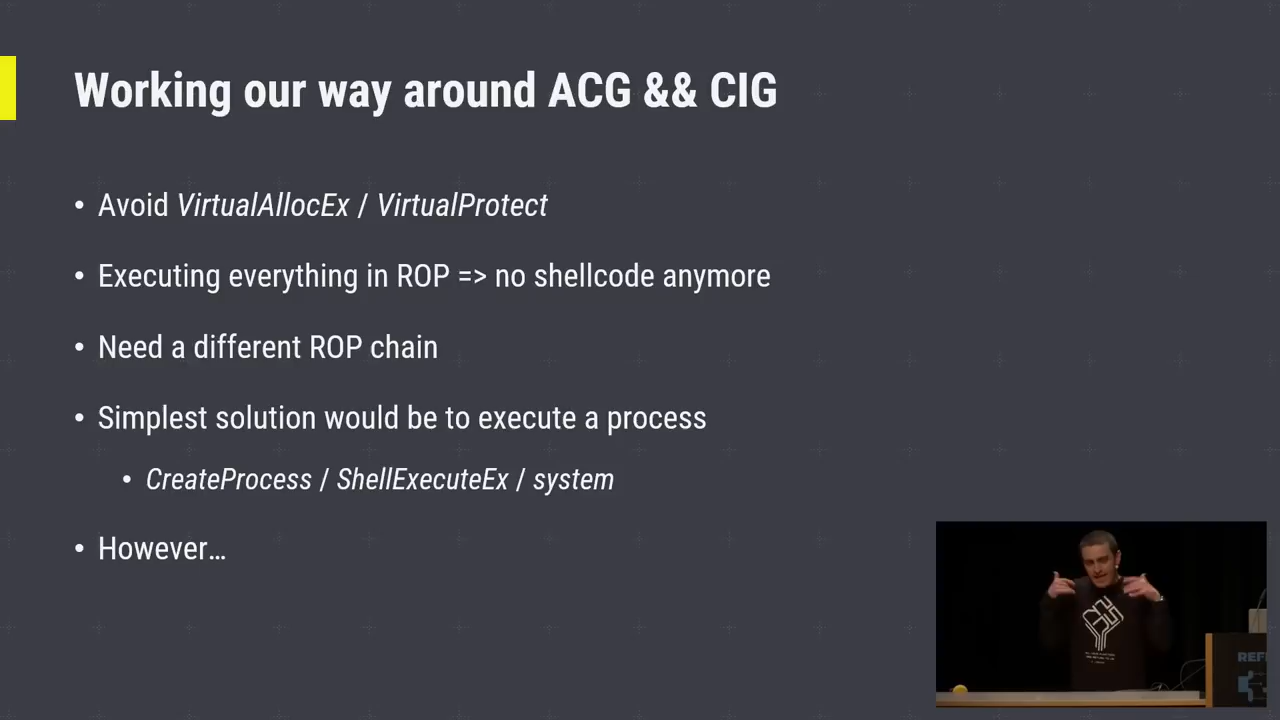 Working our way around ACG && CIG
• Avoid VirtualAllocEx / VirtualProtect
• Executing everything in ROP => no shellcode anymore
• Need a different ROP chain
• Simplest solution would be to execute a process
• CreateProcess / ShellExecuteEx / system
• However…